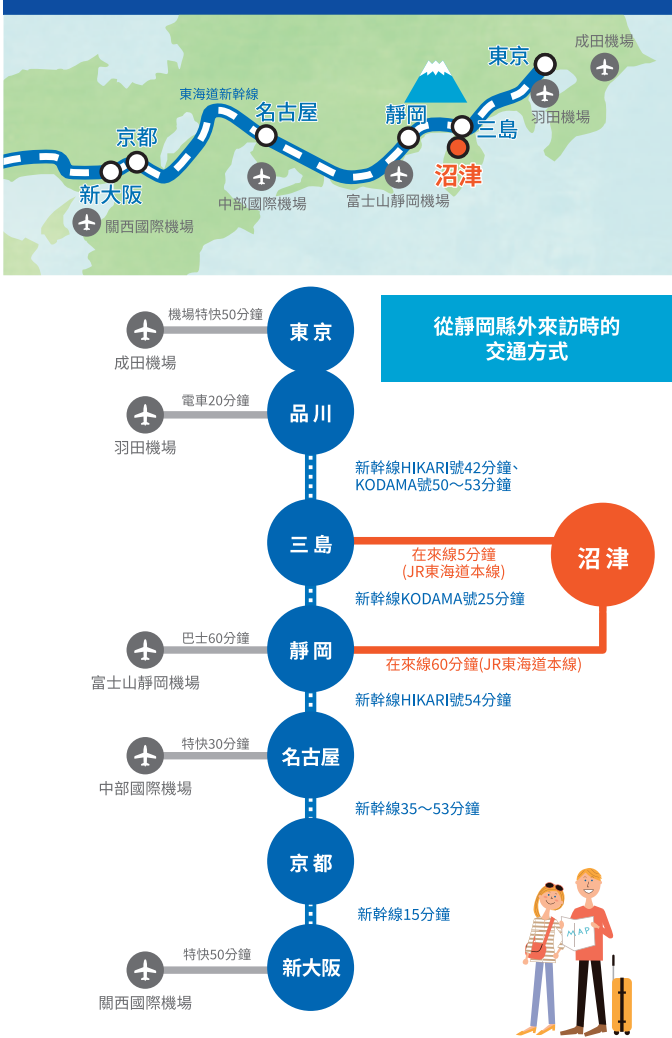 成田機場
東京
東海道新幹線
名古屋
靜岡
三島
羽田機場
京都
沼津
新大阪
中部國際機場
富士山靜岡機場
關西國際機場
從靜岡縣外來訪時的
交通方式
機場特快50分鐘
東京
成田機場
電車20分鐘
品川
羽田機場
新幹線HIKARI號42分鐘、
KODAMA號50～53分鐘
三島
沼津
在來線5分鐘
(JR東海道本線)
新幹線KODAMA號25分鐘
巴士60分鐘
靜岡
在來線60分鐘(JR東海道本線)
富士山靜岡機場
新幹線HIKARI號54分鐘
特快30分鐘
名古屋
中部國際機場
新幹線35～53分鐘
京都
新幹線15分鐘
MAP
特快50分鐘
新大阪
關西國際機場